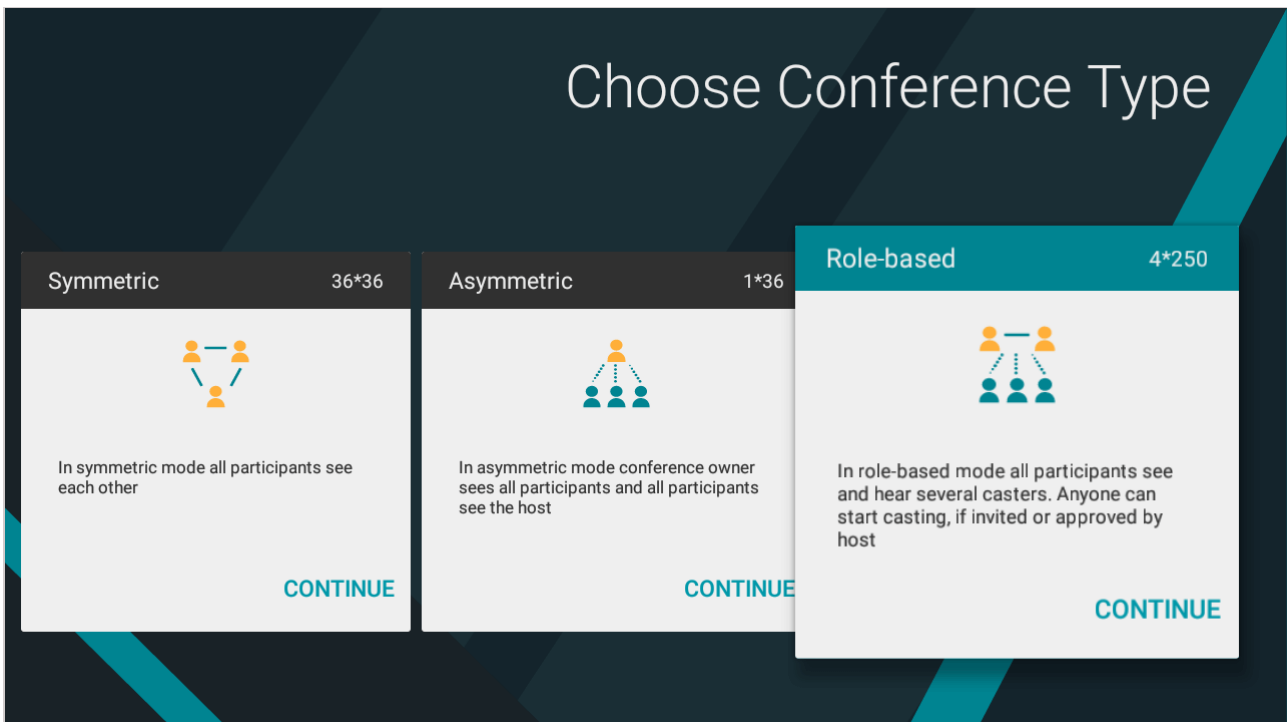 Choose Conference Type
Symmetric 36*36
In symmetric mode all participants see
each other
CONTINUE
Asymmetric 1*36
In asymmetric mode conference owner
sees all participants and all participants
see the host
CONTINUE
Role-based 4*250
In role-based mode all participants see
and hear several casters. Anyone can
start casting, if invited or approved by
host
CONTINUE